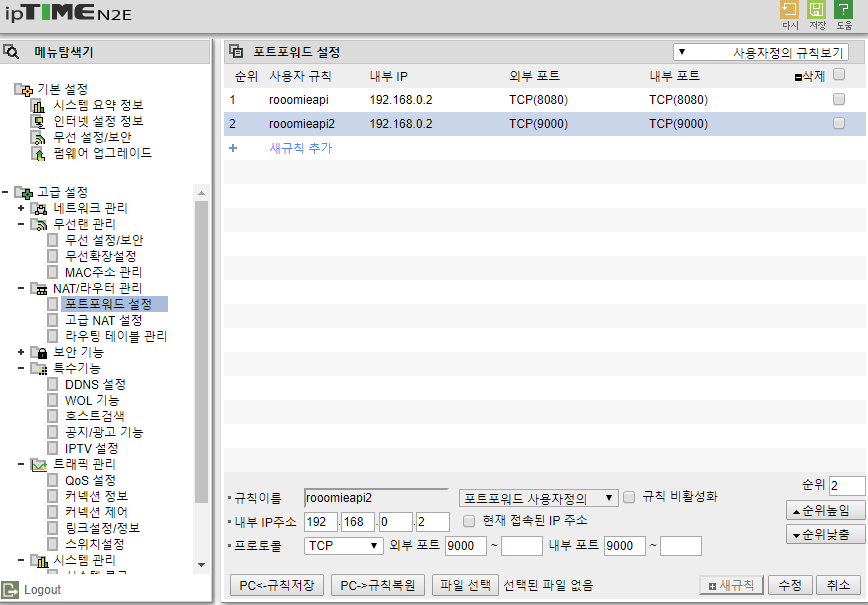 ipTIME N2E
다시 저장 도움
메뉴탐색기
기본 설정
시스템 요약 정보
인터넷 설정 정보
무선 설정/보안
펌웨어 업그레이드
고급 설정
네트워크 관리
무선랜 관리
무선 설정/보안
무선확장설정
MAC주소 관리
NAT/라우터 관리
포트포워드 설정
고급 NAT 설정
라우팅 테이블 관리
보안 기능
특수기능
DDNS 설정
WOL 기능
호스트검색
공지/광고 기능
IPTV 설정
트래픽 관리
QoS 설정
커넥션 정보
커넥션 제어
링크설정/정보
스위치설정
시스템 관리
Logout
포트포워드 설정 사용자정의 규칙보기
순위 사용자 규칙 내부 IP 외부 포트 내부 포트 삭제
1 rooomieapi 192.168.0.2 TCP(8080) TCP(8080)
2 rooomieapi2 192.168.0.2 TCP(9000) TCP(9000)
+ 새규칙 추가
순위 2
규칙이름 rooomieapi2 포트포워드 사용자정의 규칙 비활성화
순위높임
내부 IP주소 192 . 168 . 0 . 2 현재 접속된 IP 주소
순위낮춤
프로토콜 TCP 외부 포트 9000 ~ 내부 포트 9000 ~
PC<-규칙저장 PC->규칙복원 파일 선택 선택된 파일 없음 새규칙 수정 취소